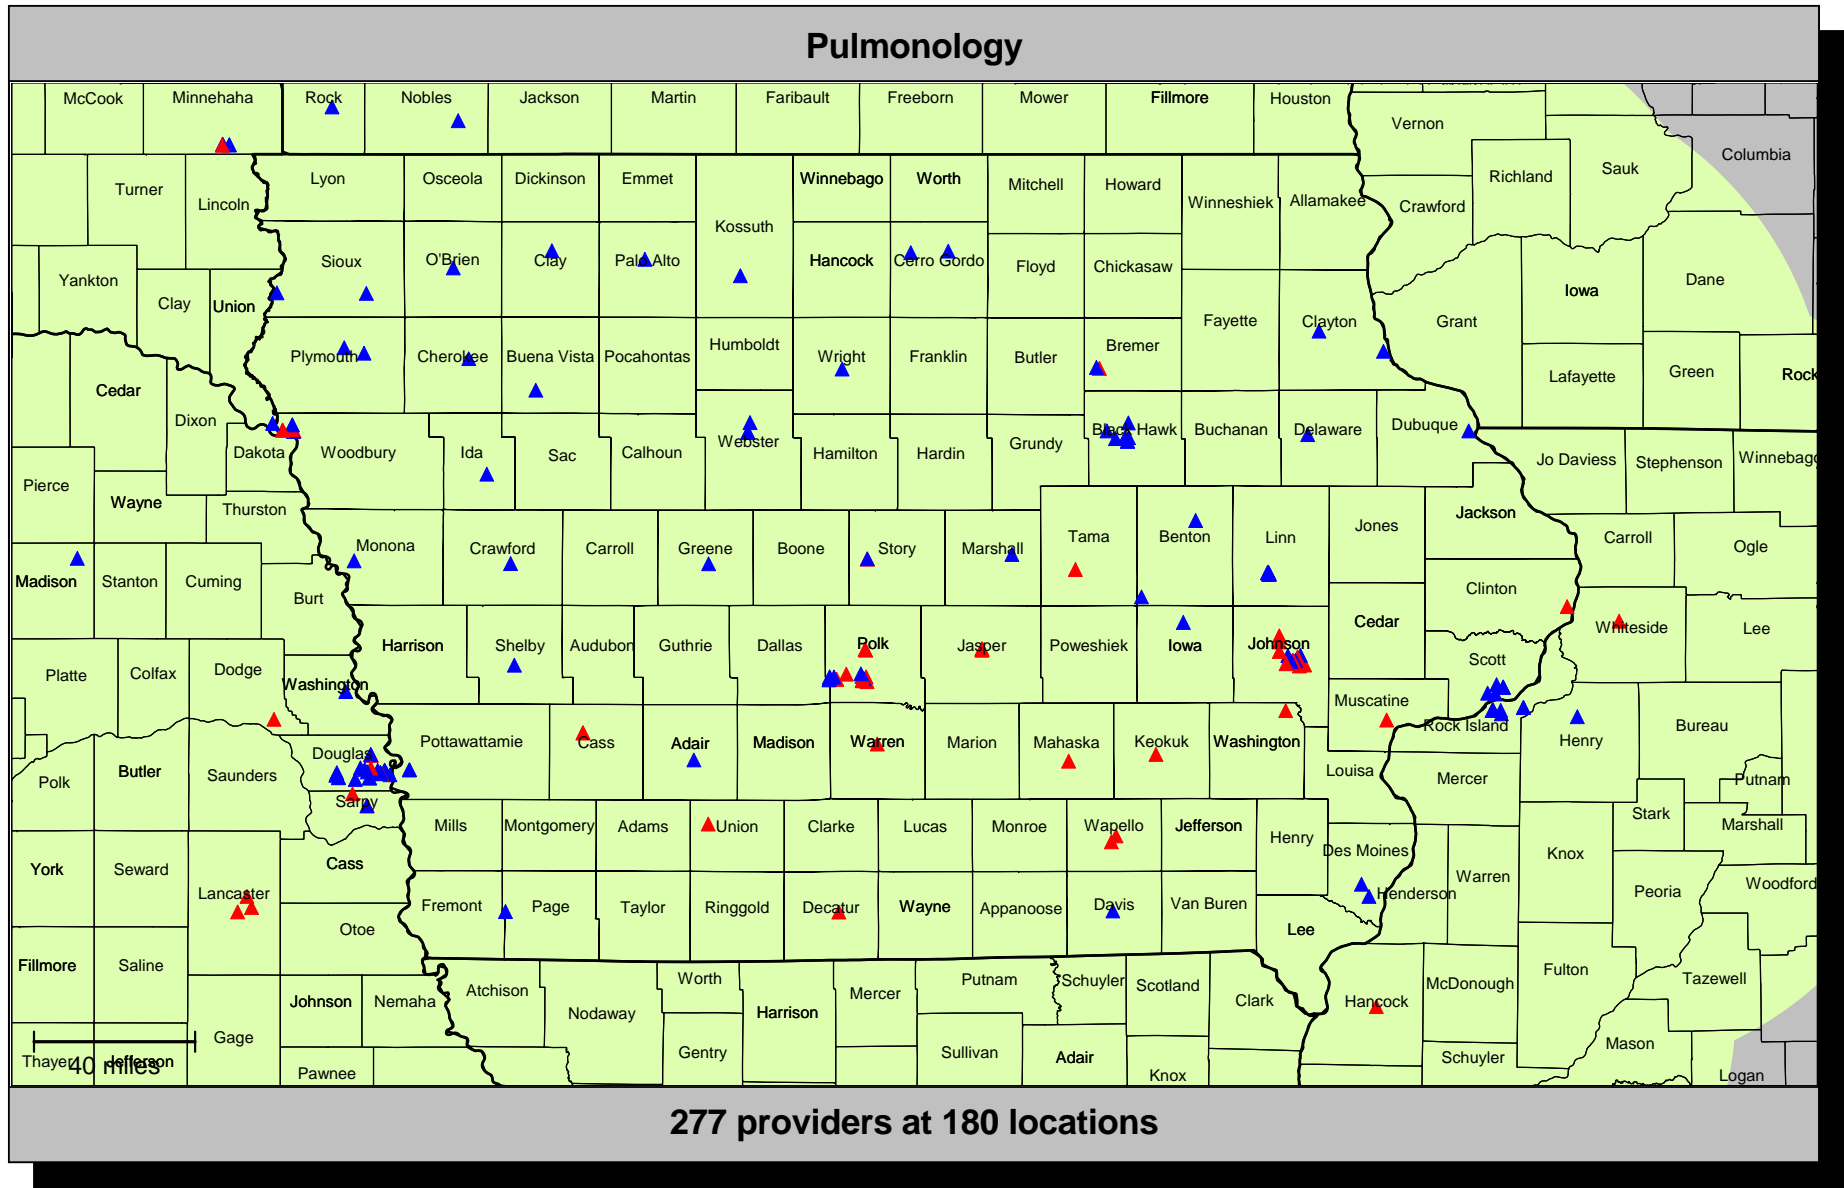 Pulmonology
McCook Minnehaha Rock Nobles Jackson Martin Faribault Freeborn Mower Fillmore Houston
Vernon
Columbia
Sauk
Richland
Turner Lyon Osceola Dickinson Emmet Winnebago Worth Mitchell Howard
Lincoln Winneshiek Allamakee Crawford
Kossuth
Yankton Sioux O'Brien Clay Palo Alto Hancock Cerro Gordo Floyd Chickasaw Dane
Clay Union Iowa
Fayette Clayton Grant
Plymouth Cherokee Buena Vista Pocahontas Humboldt Wright Franklin Butler Bremer
Lafayette Green Rock
Cedar
Dixon Webster Black Hawk Buchanan Delaware Dubuque
Dakota Woodbury Ida Sac Calhoun Hamilton Hardin Grundy Jo Daviess Stephenson Winnebago
Pierce
Wayne Thurston Jackson
Monona Crawford Carroll Greene Boone Story Marshall Tama Benton Linn Jones Carroll Ogle
Madison Stanton Cuming Clinton
Burt Cedar Whiteside Lee
Harrison Shelby Audubon Guthrie Dallas Polk Jasper Poweshiek Iowa Johnson
Platte Colfax Dodge Scott
Washington Muscatine
Rock Island Bureau
Pottawattamie Cass Adair Madison Warren Marion Mahaska Keokuk Washington Henry
Douglas
Polk Butler Saunders Louisa Mercer Putnam
Sarpy
Mills Montgomery Adams Union Clarke Lucas Monroe Wapello Jefferson Henry Stark Marshall
Des Moines Knox
York Seward Cass
Lancaster Henderson Warren Peoria Woodford
Fremont Page Taylor Ringgold Decatur Wayne Appanoose Davis Van Buren
Otoe Lee
Fillmore Saline Fulton
Worth Putnam Schuyler Scotland McDonough Tazewell
Johnson Nemaha Atchison Mercer Clark Hancock
Nodaway Harrison
Gage Mason
Gentry Sullivan Adair Schuyler
Thayer Jefferson
40 miles
Pawnee Knox Logan
277 providers at 180 locations